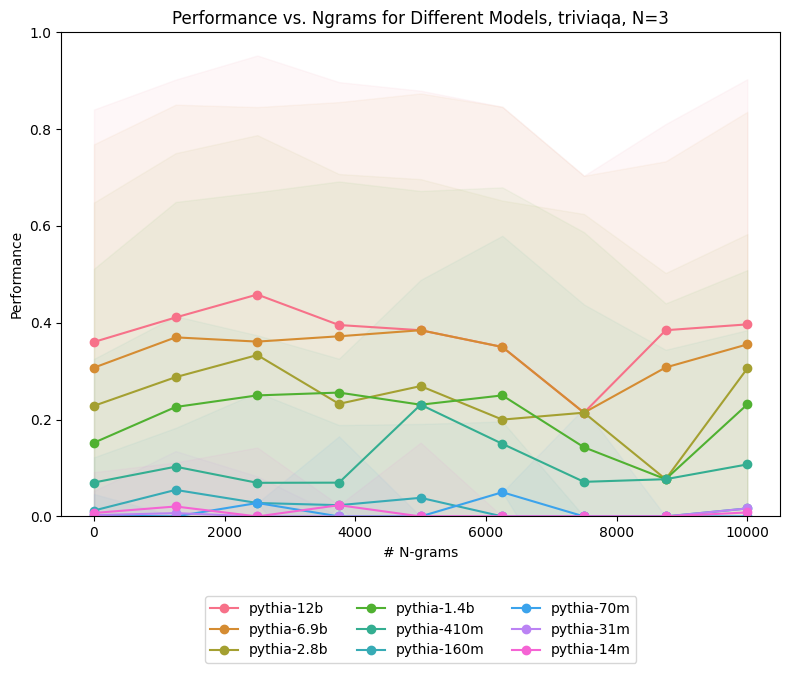 Performance vs. Ngrams for Different Models, triviaqa, N=3
1.0
0.8
0.6
0.4
0.2
0.0
Performance
0 2000 4000 6000 8000 10000
# N-grams
pythia-12b pythia-1.4b pythia-70m
pythia-6.9b pythia-410m pythia-31m
pythia-2.8b pythia-160m pythia-14m